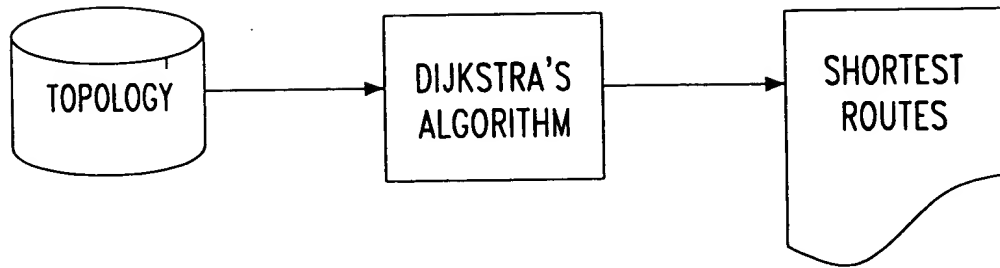 TOPOLOGY
DIJKSTRA'S
ALGORITHM
SHORTEST
ROUTES